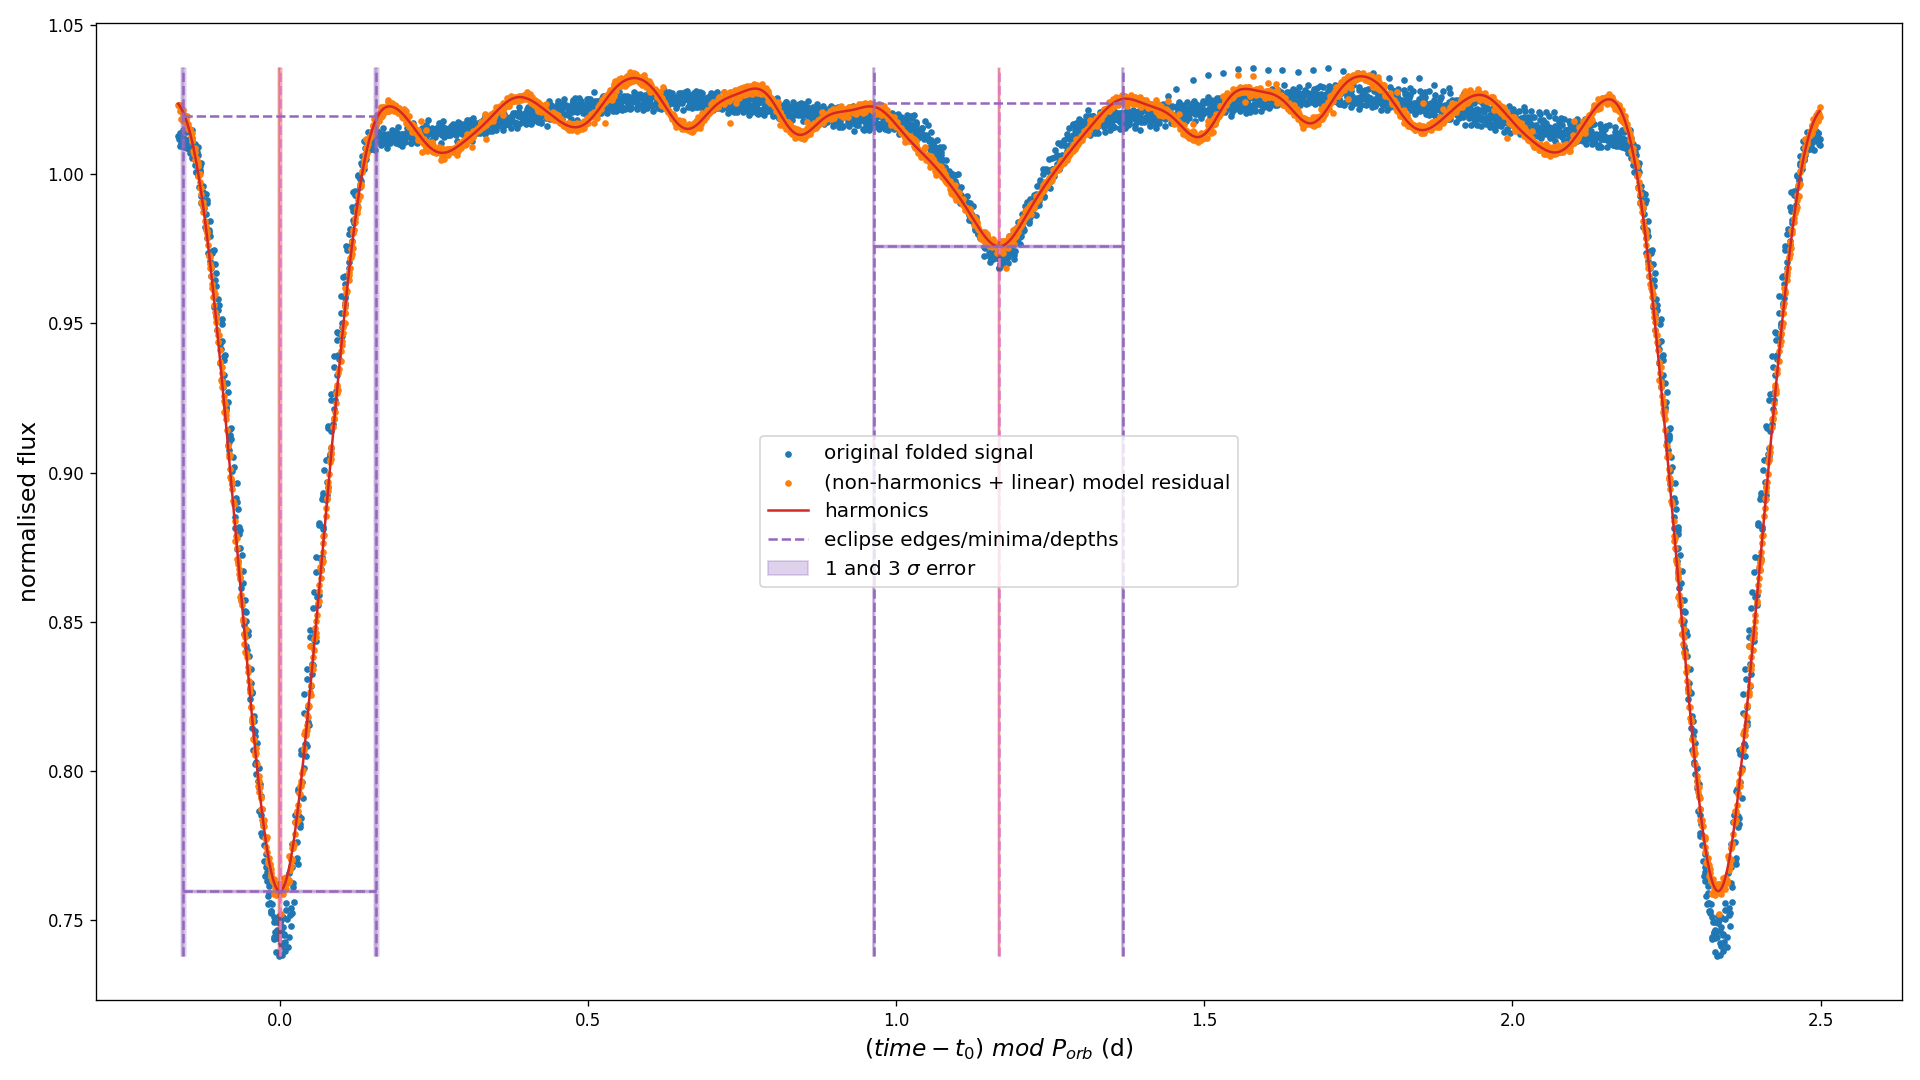 1.05
1.00
0.95
0.90
0.85
0.80
0.75
normalised flux
original folded signal
(non-harmonics + linear) model residual
harmonics
eclipse edges/minima/depths
1 and 3 σ error
0.0 0.5 1.0 1.5 2.0 2.5
(time − t₀) mod P_orb (d)